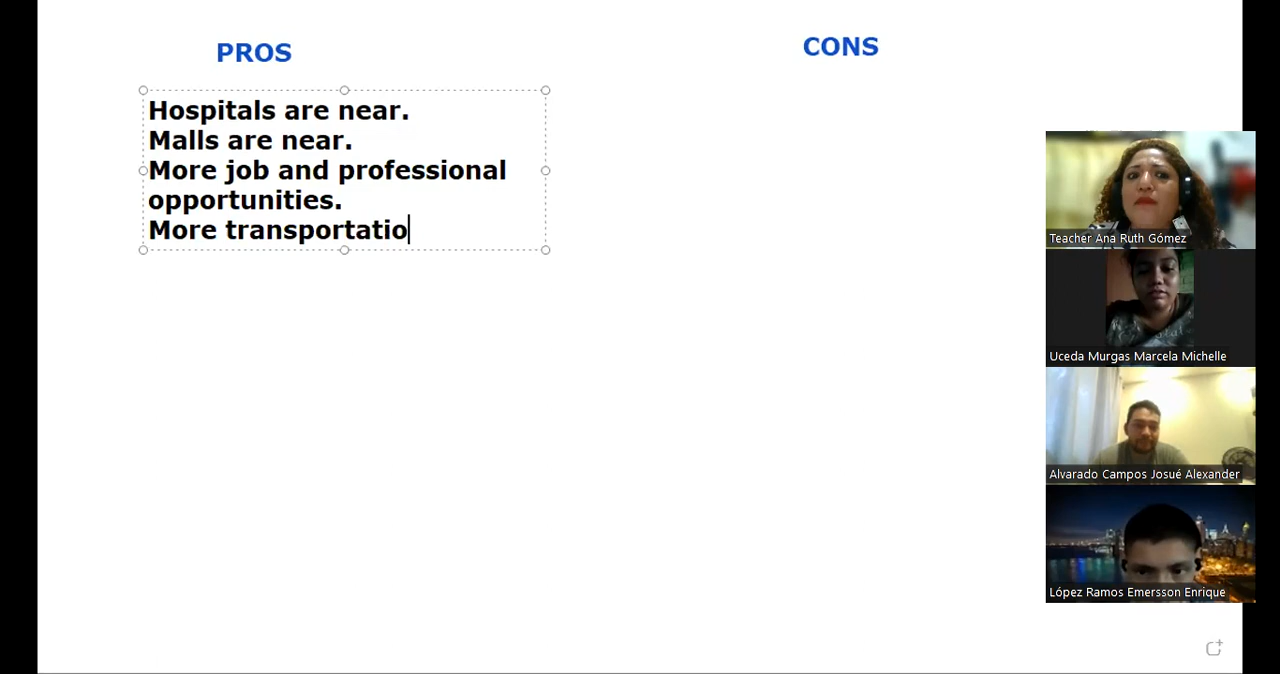 PROS
CONS
Hospitals are near.
Malls are near.
More job and professional
opportunities.
More transportatio
Teacher Ana Ruth Gómez
Uceda Murgas Marcela Michelle
Alvarado Campos Josué Alexander
López Ramos Emersson Enrique